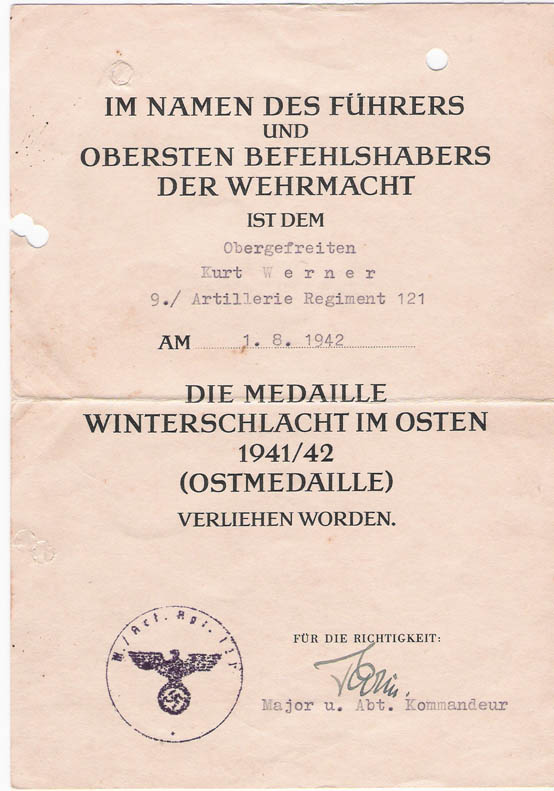 IM NAMEN DES FÜHRERS
UND
OBERSTEN BEFEHLSHABERS
DER WEHRMACHT
IST DEM
Obergefreiten
Kurt Werner
9./ Artillerie Regiment 121
AM 1. 8. 1942
DIE MEDAILLE
WINTERSCHLACHT IM OSTEN
1941/42
(OSTMEDAILLE)
VERLIEHEN WORDEN.
FÜR DIE RICHTIGKEIT:
Major u. Abt. Kommandeur